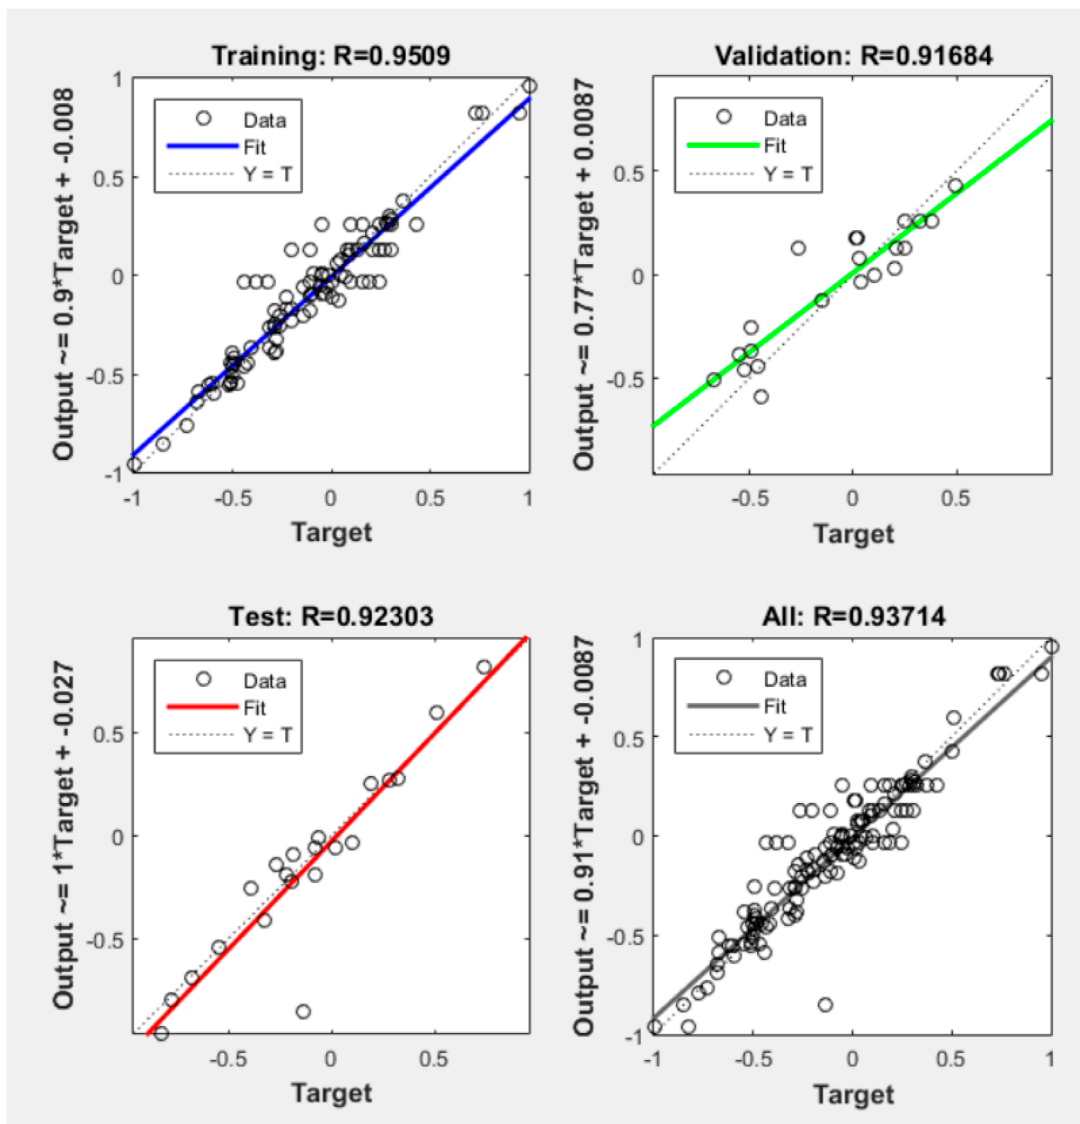 Training: R=0.9509
Output ~= 0.9*Target + -0.008
Data
Fit
Y = T
1
0.5
0
-0.5
-1
-1
-0.5
0
0.5
1
Target
Validation: R=0.91684
Output ~= 0.77*Target + 0.0087
Data
Fit
Y = T
0.5
0
-0.5
-0.5
0
0.5
Target
Test: R=0.92303
Output ~= 1*Target + -0.027
Data
Fit
Y = T
0.5
0
-0.5
-0.5
0
0.5
Target
All: R=0.93714
Output ~= 0.91*Target + -0.0087
Data
Fit
Y = T
1
0.5
0
-0.5
-1
-1
-0.5
0
0.5
1
Target